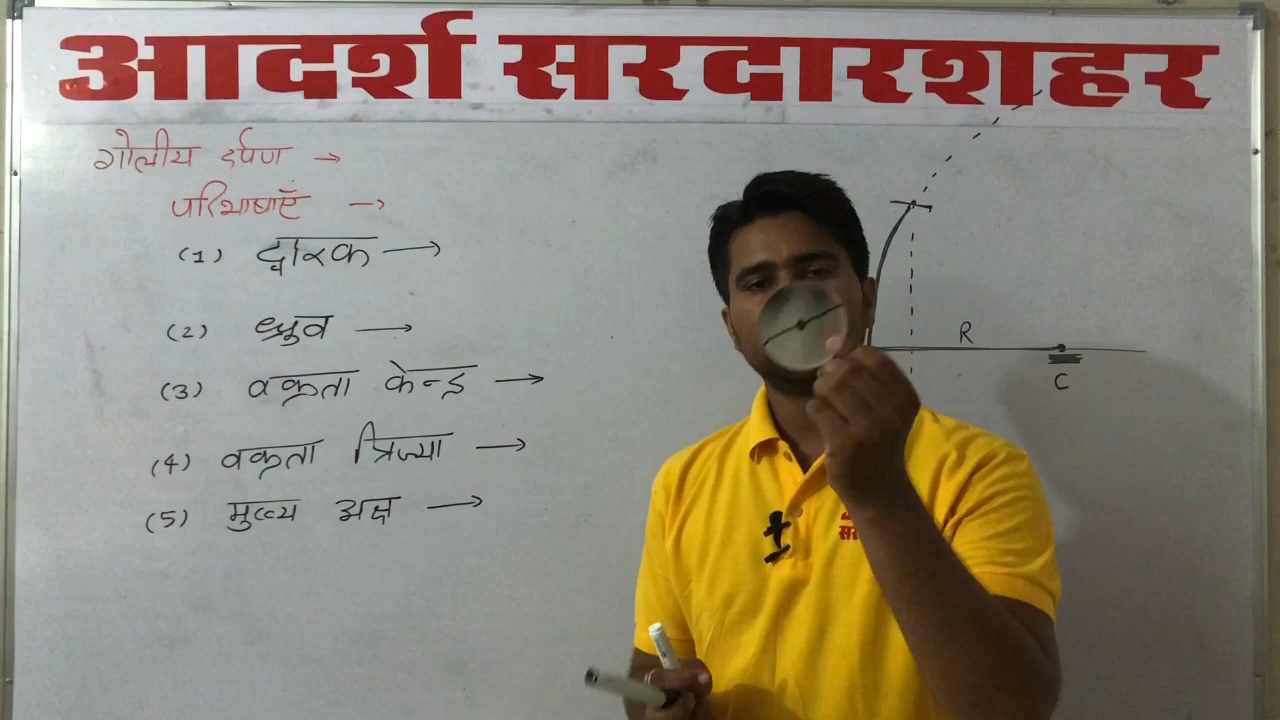 आदर्श सरदारशहर
गोलीय दर्पण →
परिभाषाएँ →
(1) द्वारक →
(2) ध्रुव →
(3) वक्रता केन्द्र →
(4) वक्रता त्रिज्या →
(5) मुख्य अक्ष →
R
C